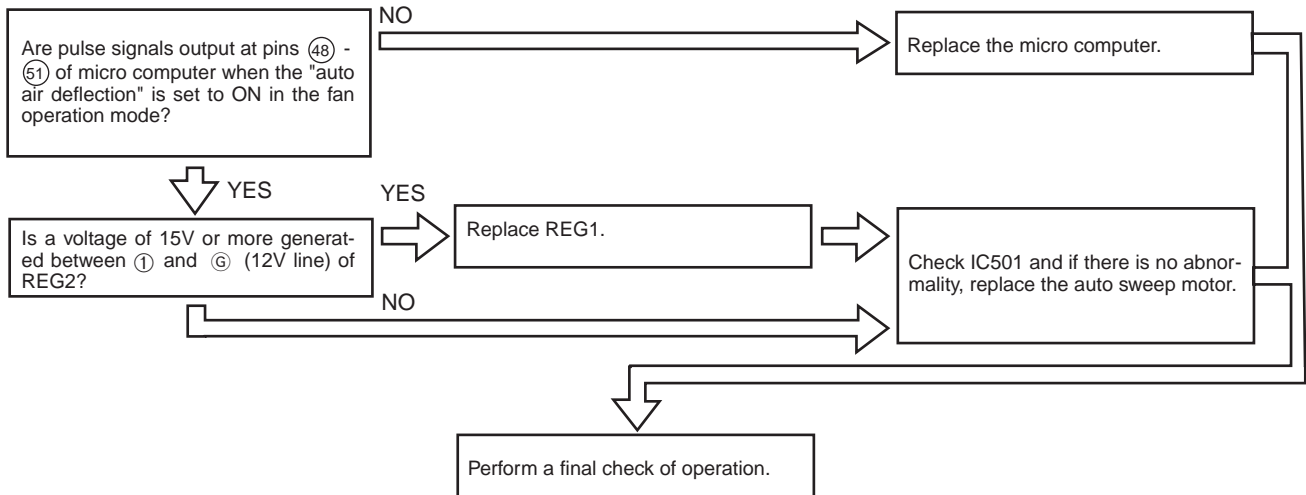 NO
Are pulse signals output at pins ㊽ -
(51) of micro computer when the "auto
air deflection" is set to ON in the fan
operation mode?
Replace the micro computer.
YES
YES
Is a voltage of 15V or more generat-
ed between ① and Ⓖ (12V line) of
REG2?
Replace REG1.
Check IC501 and if there is no abnor-
mality, replace the auto sweep motor.
NO
Perform a final check of operation.